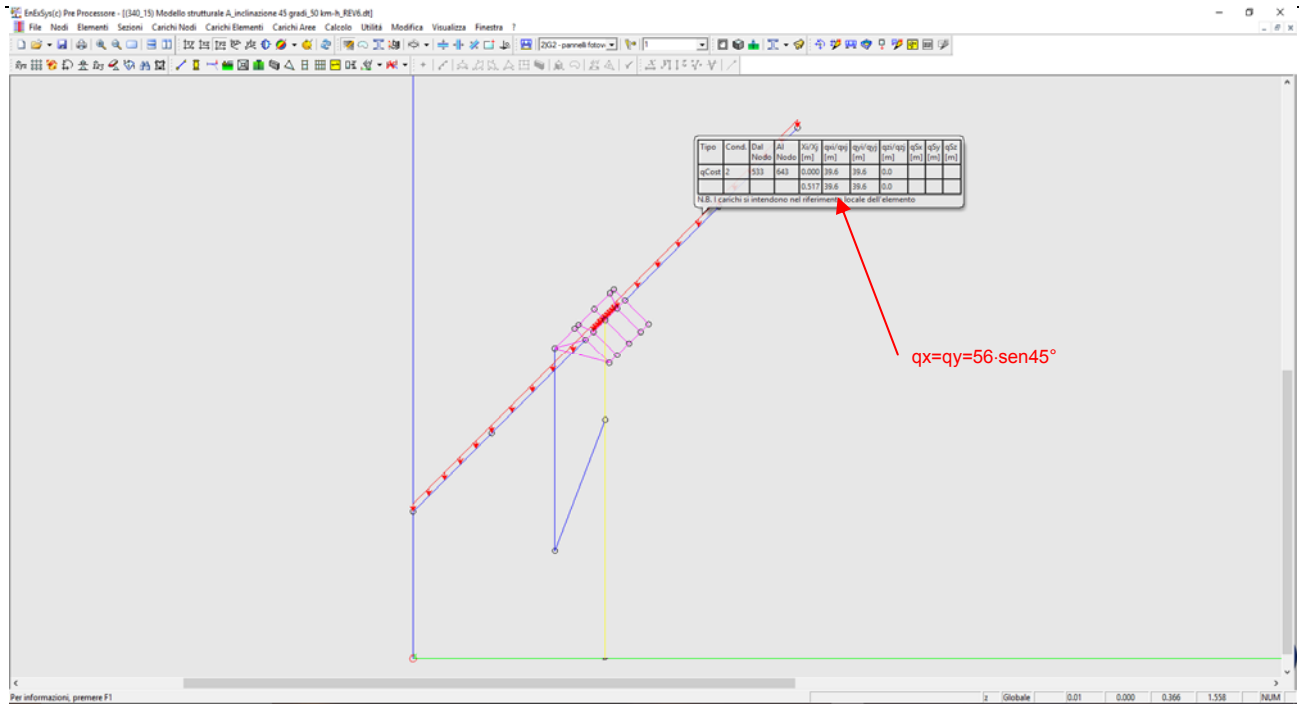 EnExSys(c) Pre Processore - [(340_15) Modello strutturale A_inclinazione 45 gradi_50 km-h_REV6.dt]
File Nodi Elementi Sezioni Carichi Nodi Carichi Elementi Carichi Aree Calcolo Utilità Modifica Visualizza Finestra ?
2)G2 - pannelli fotov 1
Tipo Cond. Dal Nodo Al Nodo Xi/Xj [m] qxi/qxj [m] qyi/qyj [m] qzi/qzj [m] qSx [m] qSy [m] qSz [m]
qCost 2 533 643 0.000 39.6 39.6 0.0
0.517 39.6 39.6 0.0
N.B. I carichi si intendono nel riferimento locale dell'elemento
qx=qy=56·sen45°
Per informazioni, premere F1 z Globale 0.01 0.000 0.366 1.558 NUM